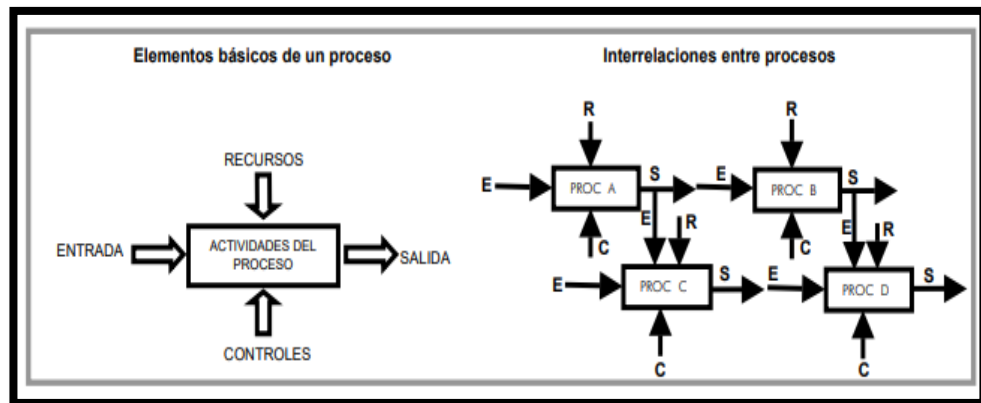 Elementos básicos de un proceso
RECURSOS
ENTRADA
ACTIVIDADES DEL
PROCESO
SALIDA
CONTROLES
Interrelaciones entre procesos
R
R
E
PROC A
S
E
PROC B
S
E
R
E
R
C
C
E
PROC C
S
E
PROC D
S
C
C